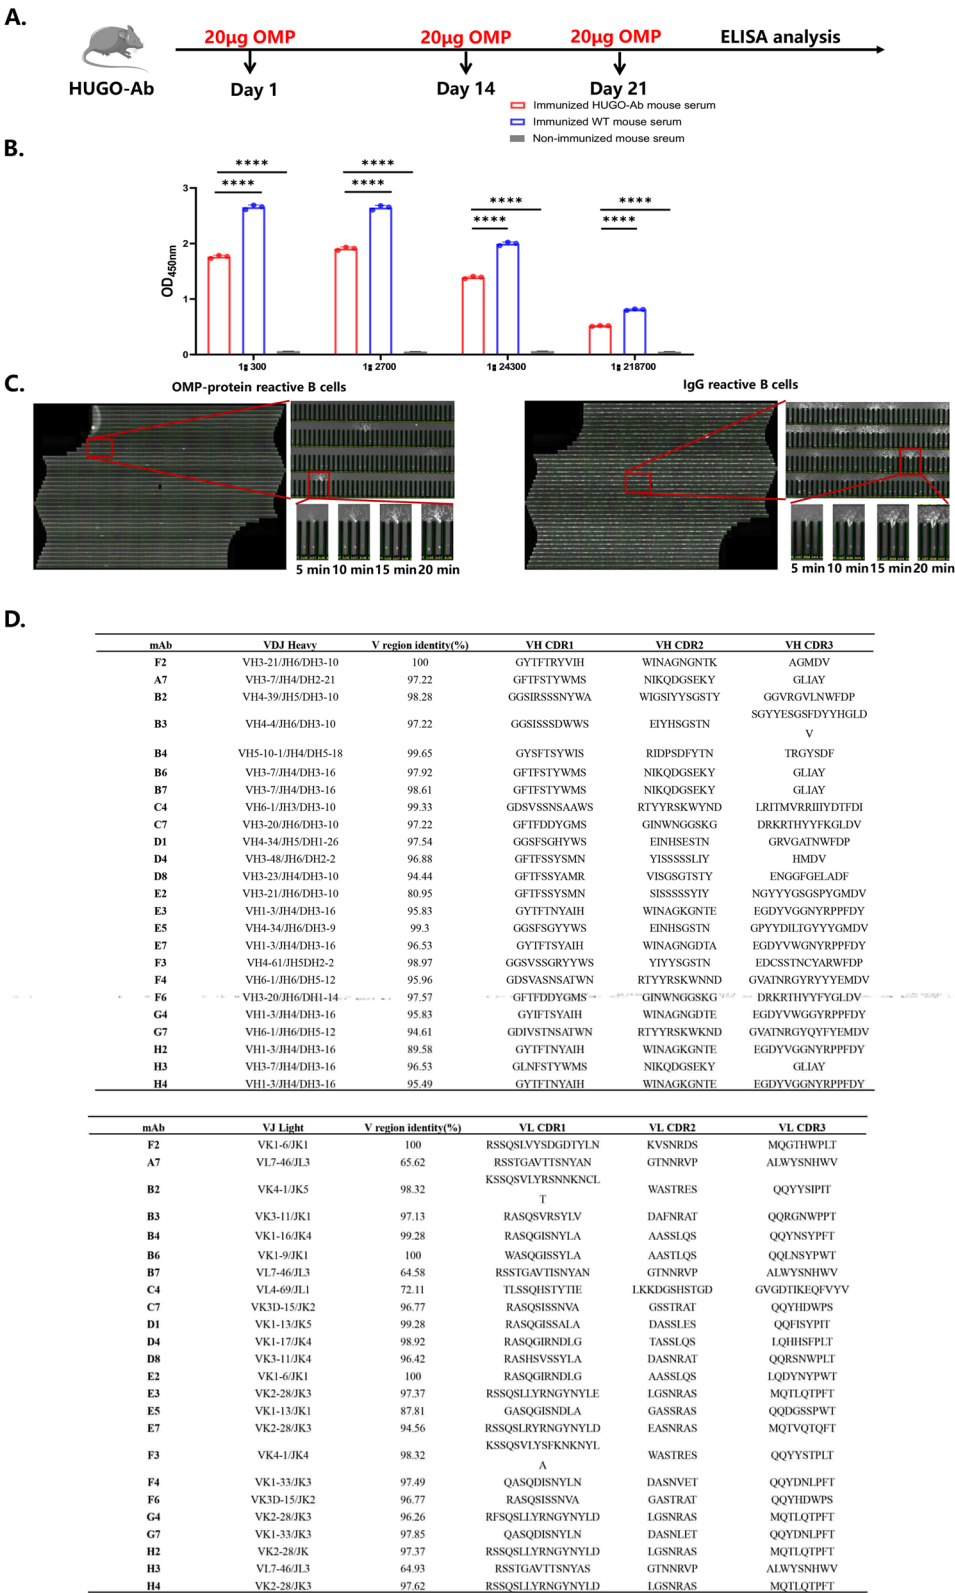 A.
20μg OMP 20μg OMP 20μg OMP ELISA analysis
HUGO-Ab Day 1 Day 14 Day 21
Immunized HUGO-Ab mouse serum
Immunized WT mouse serum
Non-immunized mouse sreum
B.
**** **** **** ****
**** **** **** ****
OD450nm
3
2
1
0
1▯300 1▯2700 1▯24300 1▯218700
C.
OMP-protein reactive B cells IgG reactive B cells
5 min 10 min 15 min 20 min 5 min 10 min 15 min 20 min
D.
mAb VDJ Heavy V region identity(%) VH CDR1 VH CDR2 VH CDR3
F2 VH3-21/JH6/DH3-10 100 GYTFTRYVIH WINAGNGNTK AGMDV
A7 VH3-7/JH4/DH2-21 97.22 GFTFSTYWMS NIKQDGSEKY GLIAY
B2 VH4-39/JH5/DH3-10 98.28 GGSIRSSSNYWA WIGSIYYSGSTY GGVRGVLNWFDP
B3 VH4-4/JH6/DH3-10 97.22 GGSISSSDWWS EIYHSGSTN SGYYESGSFDYYHGLD
V
B4 VH5-10-1/JH4/DH5-18 99.65 GYSFTSYWIS RIDPSDFYTN TRGYSDF
B6 VH3-7/JH4/DH3-16 97.92 GFTFSTYWMS NIKQDGSEKY GLIAY
B7 VH3-7/JH4/DH3-16 98.61 GFTFSTYWMS NIKQDGSEKY GLIAY
C4 VH6-1/JH3/DH3-10 99.33 GDSVSSNSAAWS RTYYRSKWYND LRITMVRRIIIYDTFDI
C7 VH3-20/JH6/DH3-10 97.22 GFTFDDYGMS GINWNGGSKG DRKRTHYYFKGLDV
D1 VH4-34/JH5/DH1-26 97.54 GGSFSGHYWS EINHSESTN GRVGATNWFDP
D4 VH3-48/JH6/DH2-2 96.88 GFTFSSYSMN YISSSSSLIY HMDV
D8 VH3-23/JH4/DH3-10 94.44 GFTFSSYAMR VISGSGTSTY ENGGFGELADF
E2 VH3-21/JH6/DH3-10 80.95 GFTFSSYSMN SISSSSSYIY NGYYYGSGSPYGMDV
E3 VH1-3/JH4/DH3-16 95.83 GYTFTNYAIH WINAGKGNTE EGDYVGGNYRPPFDY
E5 VH4-34/JH6/DH3-9 99.3 GGSFSGYYWS EINHSGSTN GPYYDILTGYYYGMDV
E7 VH1-3/JH4/DH3-16 96.53 GYTFTSYAIH WINAGNGDTA EGDYVWGNYRPPFDY
F3 VH4-61/JH5DH2-2 98.97 GGSVSSGRYYWS YIYYSGSTN EDCSSTNCYARWFDP
F4 VH6-1/JH6/DH5-12 95.96 GDSVASNSATWN RTYYRSKWNND GVATNRGYRYYYEMDV
F6 VH3-20/JH6/DH1-14 97.57 GFTFDDYGMS GINWNGGSKG DRKRTHYYFYGLDV
G4 VH1-3/JH4/DH3-16 95.83 GYIFTSYAIH WINAGNGDTE EGDYVWGGYRPPFDY
G7 VH6-1/JH6/DH5-12 94.61 GDIVSTNSATWN RTYYRSKWKND GVATNRGYQYFYEMDV
H2 VH1-3/JH4/DH3-16 89.58 GYTFTNYAIH WINAGKGNTE EGDYVGGNYRPPFDY
H3 VH3-7/JH4/DH3-16 96.53 GLNFSTYWMS NIKQDGSEKY GLIAY
H4 VH1-3/JH4/DH3-16 95.49 GYTFTNYAIH WINAGKGNTE EGDYVGGNYRPPFDY
mAb VJ Light V region identity(%) VL CDR1 VL CDR2 VL CDR3
F2 VK1-6/JK1 100 RSSQSLVYSDGDTYLN KVSNRDS MQGTHWPLT
A7 VL7-46/JL3 65.62 RSSTGAVTTSNYAN GTNNRVP ALWYSNHWV
B2 VK4-1/JK5 98.32 KSSQSVLYRSNNKNCL WASTRES QQYYSIPIT
T
B3 VK3-11/JK1 97.13 RASQSVRSYLV DAFNRAT QQRGNWPPT
B4 VK1-16/JK4 99.28 RASQGISNYLA AASSLQS QQYNSYPFT
B6 VK1-9/JK1 100 WASQGISSYLA AASTLQS QQLNSYPWT
B7 VL7-46/JL3 64.58 RSSTGAVTISNYAN GTNNRVP ALWYSNHWV
C4 VL4-69/JL1 72.11 TLSSQHSTYTIE LKKDGSHSTGD GVGDTIKEQFVYV
C7 VK3D-15/JK2 96.77 RASQSISSNVA GSSTRAT QQYHDWPS
D1 VK1-13/JK5 99.28 RASQGISSALA DASSLES QQFISYPIT
D4 VK1-17/JK4 98.92 RASQGIRNDLG TASSLQS LQHHSFPLT
D8 VK3-11/JK4 96.42 RASHSVSSYLA DASNRAT QQRSNWPLT
E2 VK1-6/JK1 100 RASQGIRNDLG AASSLQS LQDYNYPWT
E3 VK2-28/JK3 97.37 RSSQSLLYRNGYNYLE LGSNRAS MQTLQTPFT
E5 VK1-13/JK1 87.81 GASQGISNDLA GASSRAS QQDGSSPWT
E7 VK2-28/JK3 94.56 RSSQSLRYRNGYNYLD EASNRAS MQTVQTQFT
F3 VK4-1/JK4 98.32 KSSQSVLYSFKNKNYL WASTRES QQYYSTPLT
A
F4 VK1-33/JK3 97.49 QASQDISNYLN DASNVET QQYDNLPFT
F6 VK3D-15/JK2 96.77 RASQSISSNVA GASTRAT QQYHDWPS
G4 VK2-28/JK3 96.26 RFSQSLLYRNGYNYLD LGSNRAS MQTLQTPFT
G7 VK1-33/JK3 97.85 QASQDISNYLN DASNLET QQYDNLPFT
H2 VK2-28/JK 97.37 RSSQSLLYRNGYNYLD LGSNRAS MQTLQTPFT
H3 VL7-46/JL3 64.93 RSSTGAVTTSNYAS GTNNRVP ALWYSNHWV
H4 VK2-28/JK3 97.62 RSSQSLLYRNGYNYLD LGSNRAS MQTLQTPFT